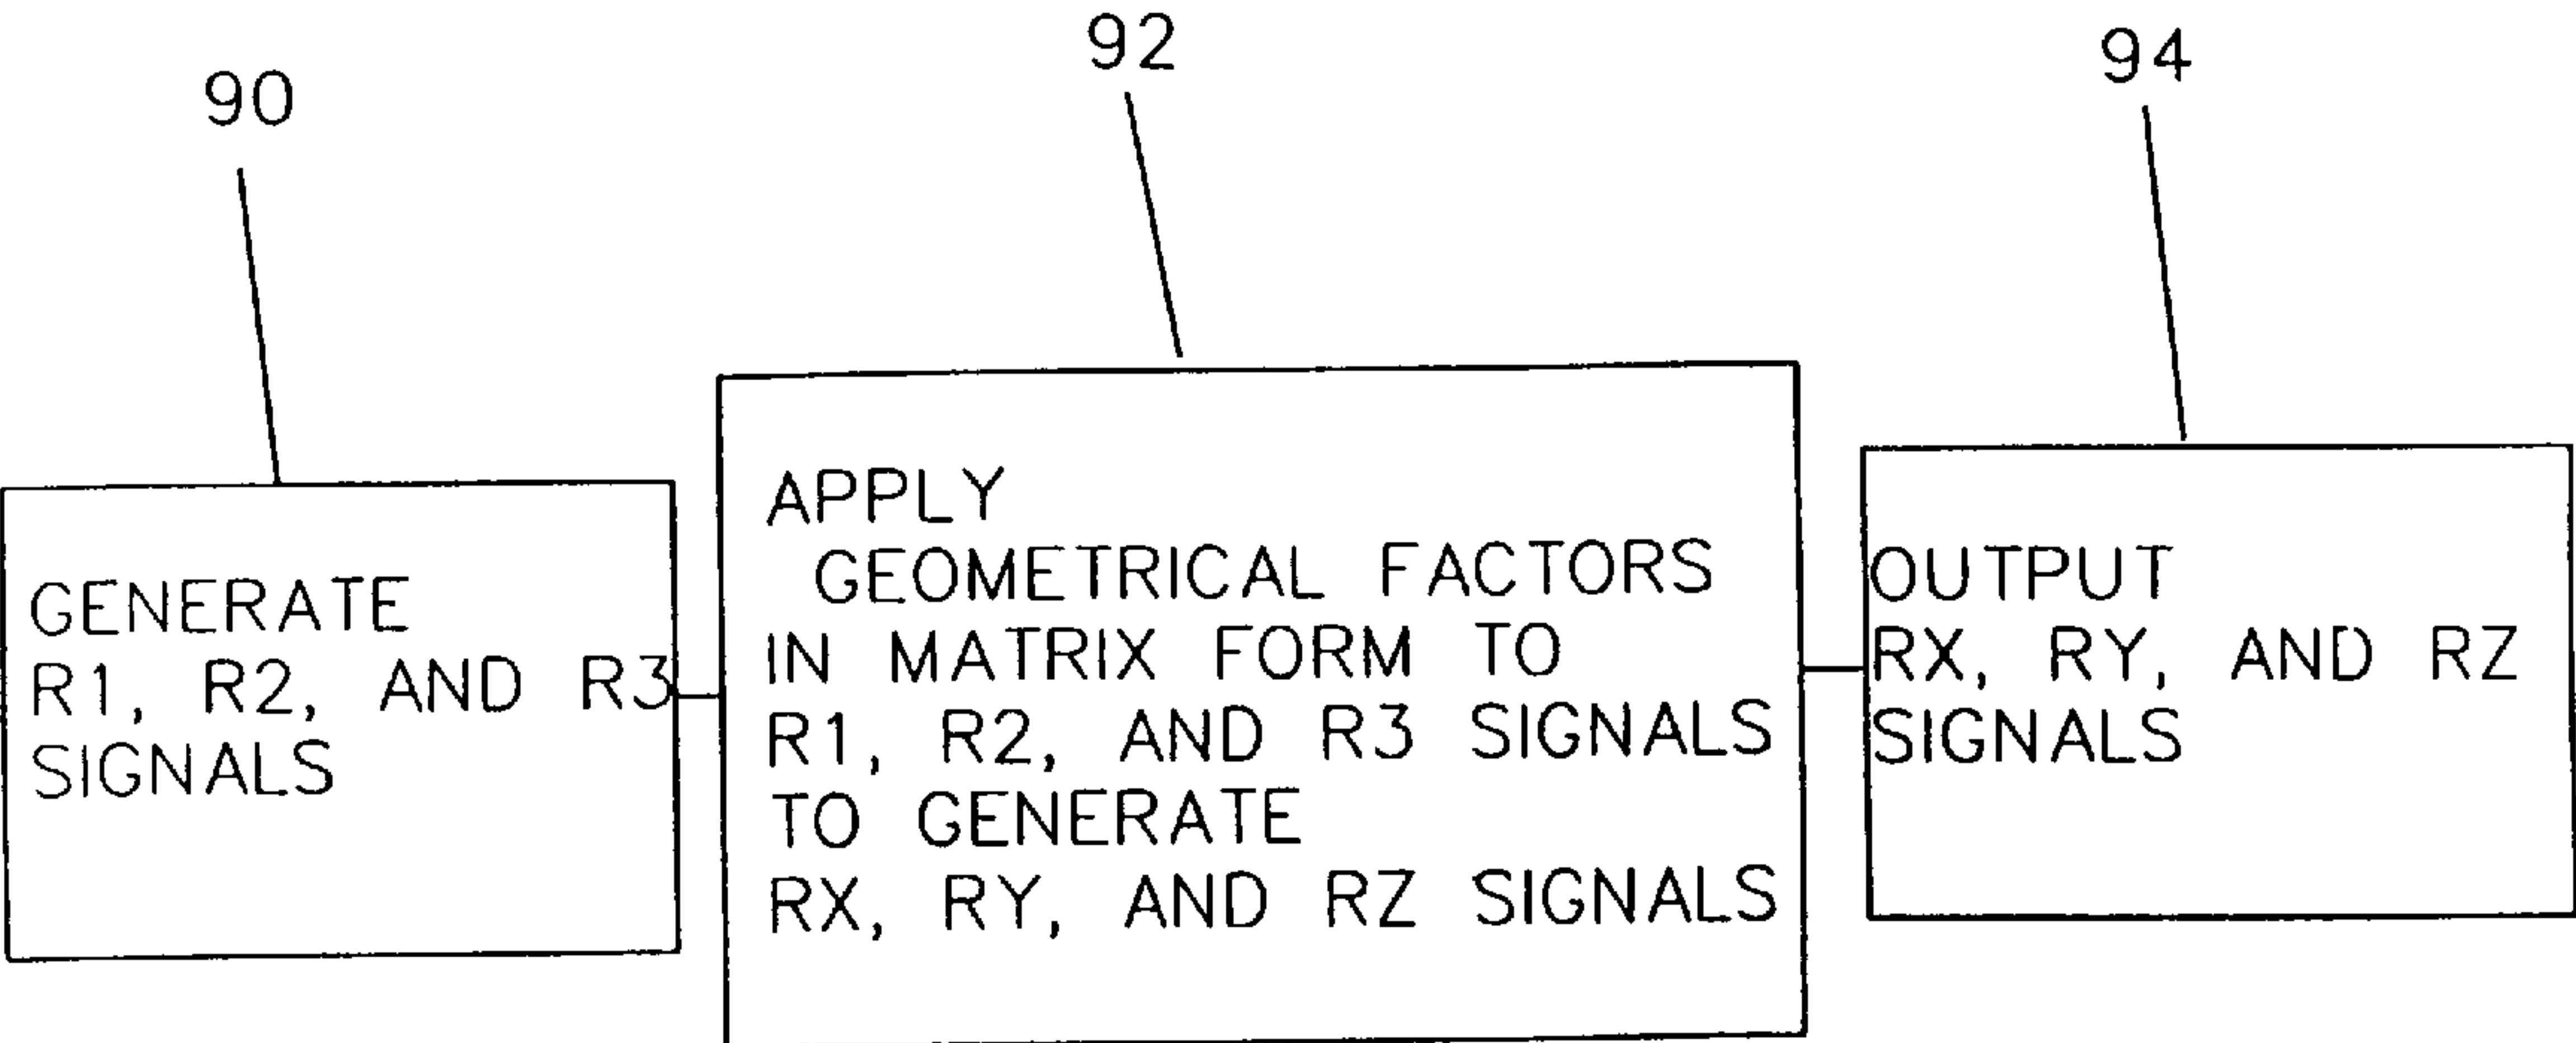 90
92
94
GENERATE
R1, R2, AND R3
SIGNALS
APPLY
GEOMETRICAL FACTORS
IN MATRIX FORM TO
R1, R2, AND R3 SIGNALS
TO GENERATE
RX, RY, AND RZ SIGNALS
OUTPUT
RX, RY, AND RZ
SIGNALS